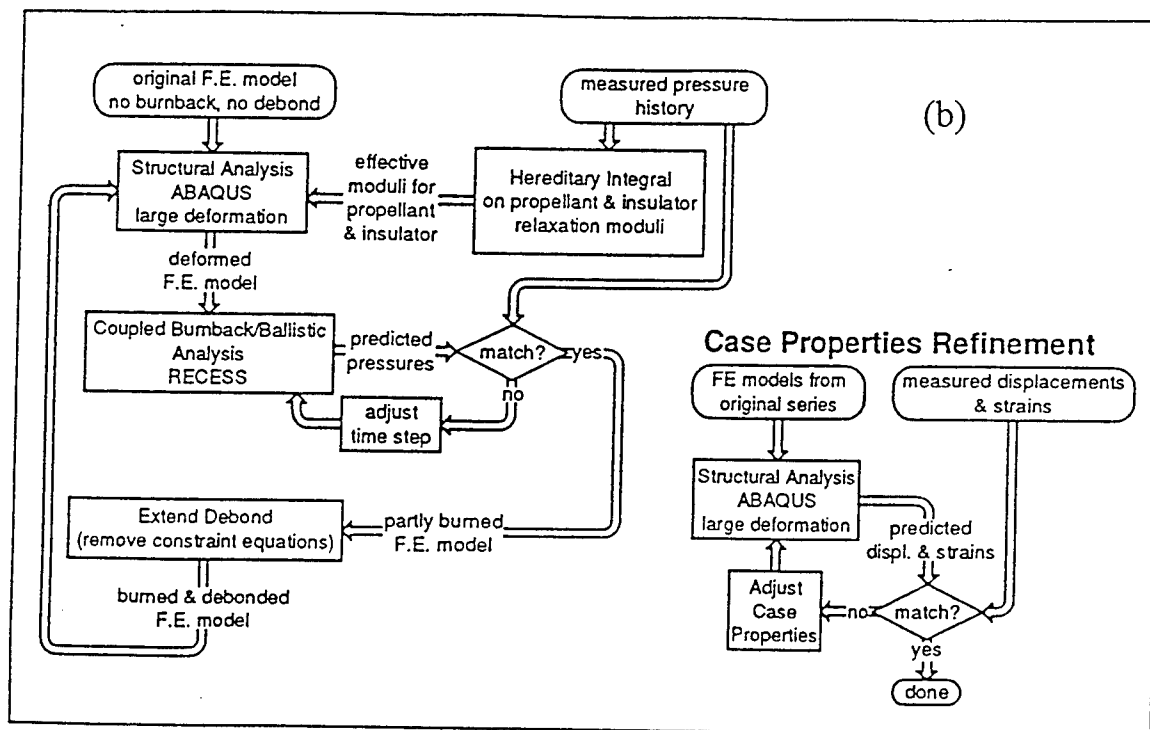 original F.E. model
no burnback, no debond
measured pressure
history
(b)
Structural Analysis
ABAQUS
large deformation
effective
moduli for
propellant
& insulator
Hereditary Integral
on propellant & insulator
relaxation moduli
deformed
F.E. model
Coupled Burnback/Ballistic
Analysis
RECESS
predicted
pressures
match?
yes
no
adjust
time step
Extend Debond
(remove constraint equations)
partly burned
F.E. model
burned & debonded
F.E. model
Case Properties Refinement
FE models from
original series
measured displacements
& strains
Structural Analysis
ABAQUS
large deformation
predicted
displ. & strains
Adjust
Case
Properties
no
match?
yes
done